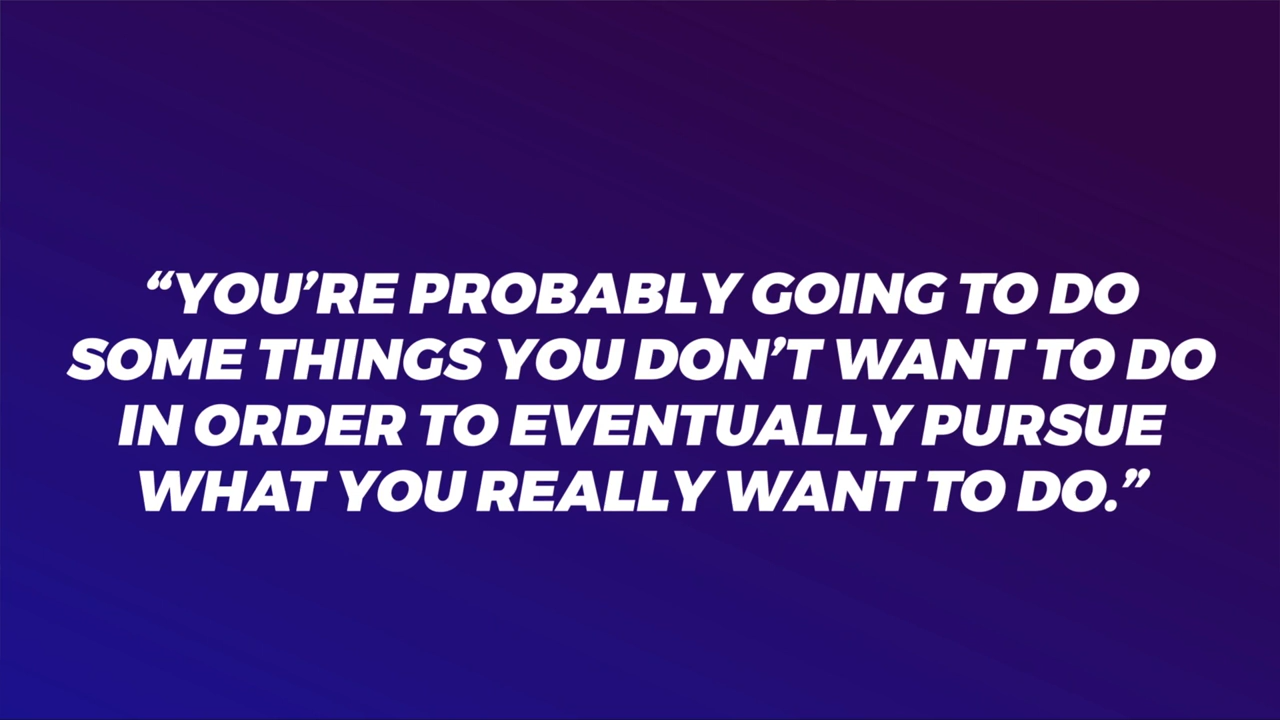 “YOU’RE PROBABLY GOING TO DO
SOME THINGS YOU DON’T WANT TO DO
IN ORDER TO EVENTUALLY PURSUE
WHAT YOU REALLY WANT TO DO.”